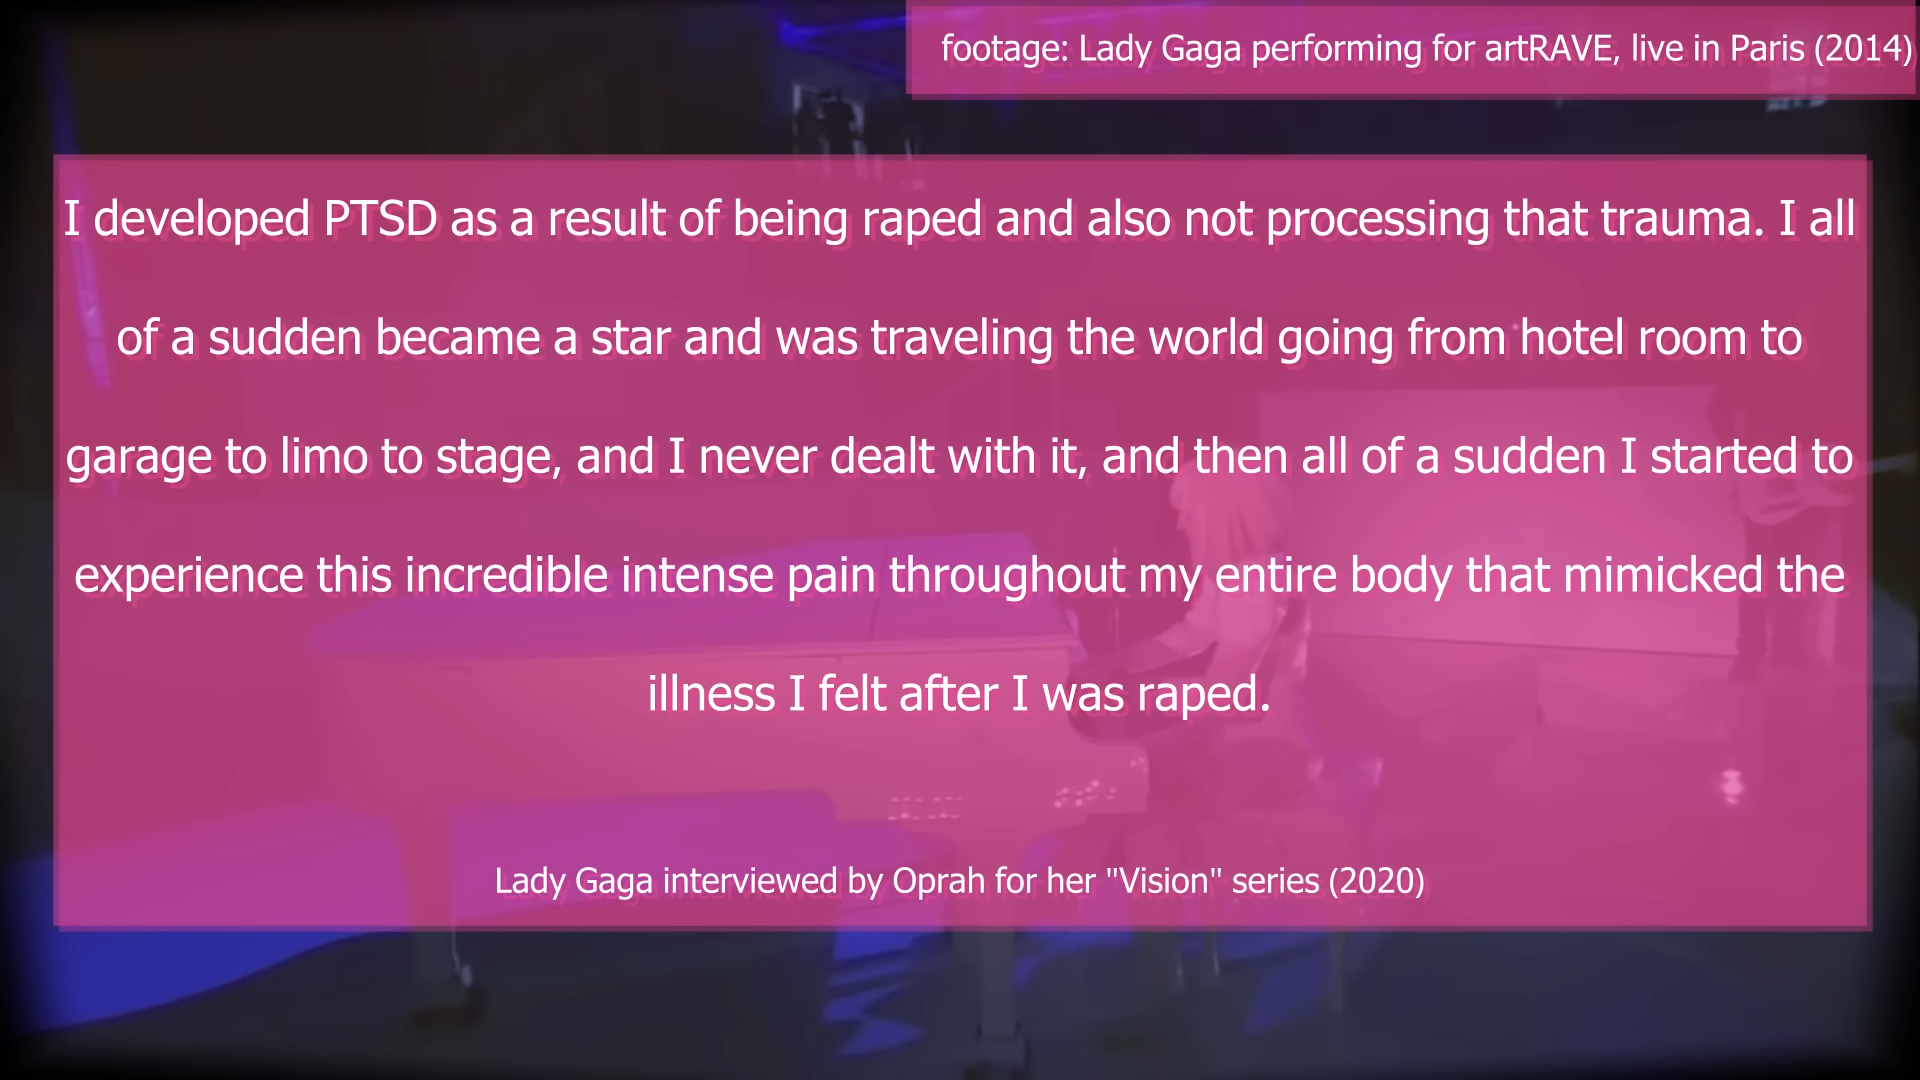 footage: Lady Gaga performing for artRAVE, live in Paris (2014)
I developed PTSD as a result of being raped and also not processing that trauma. I all
of a sudden became a star and was traveling the world going from hotel room to
garage to limo to stage, and I never dealt with it, and then all of a sudden I started to
experience this incredible intense pain throughout my entire body that mimicked the
illness I felt after I was raped.
Lady Gaga interviewed by Oprah for her "Vision" series (2020)